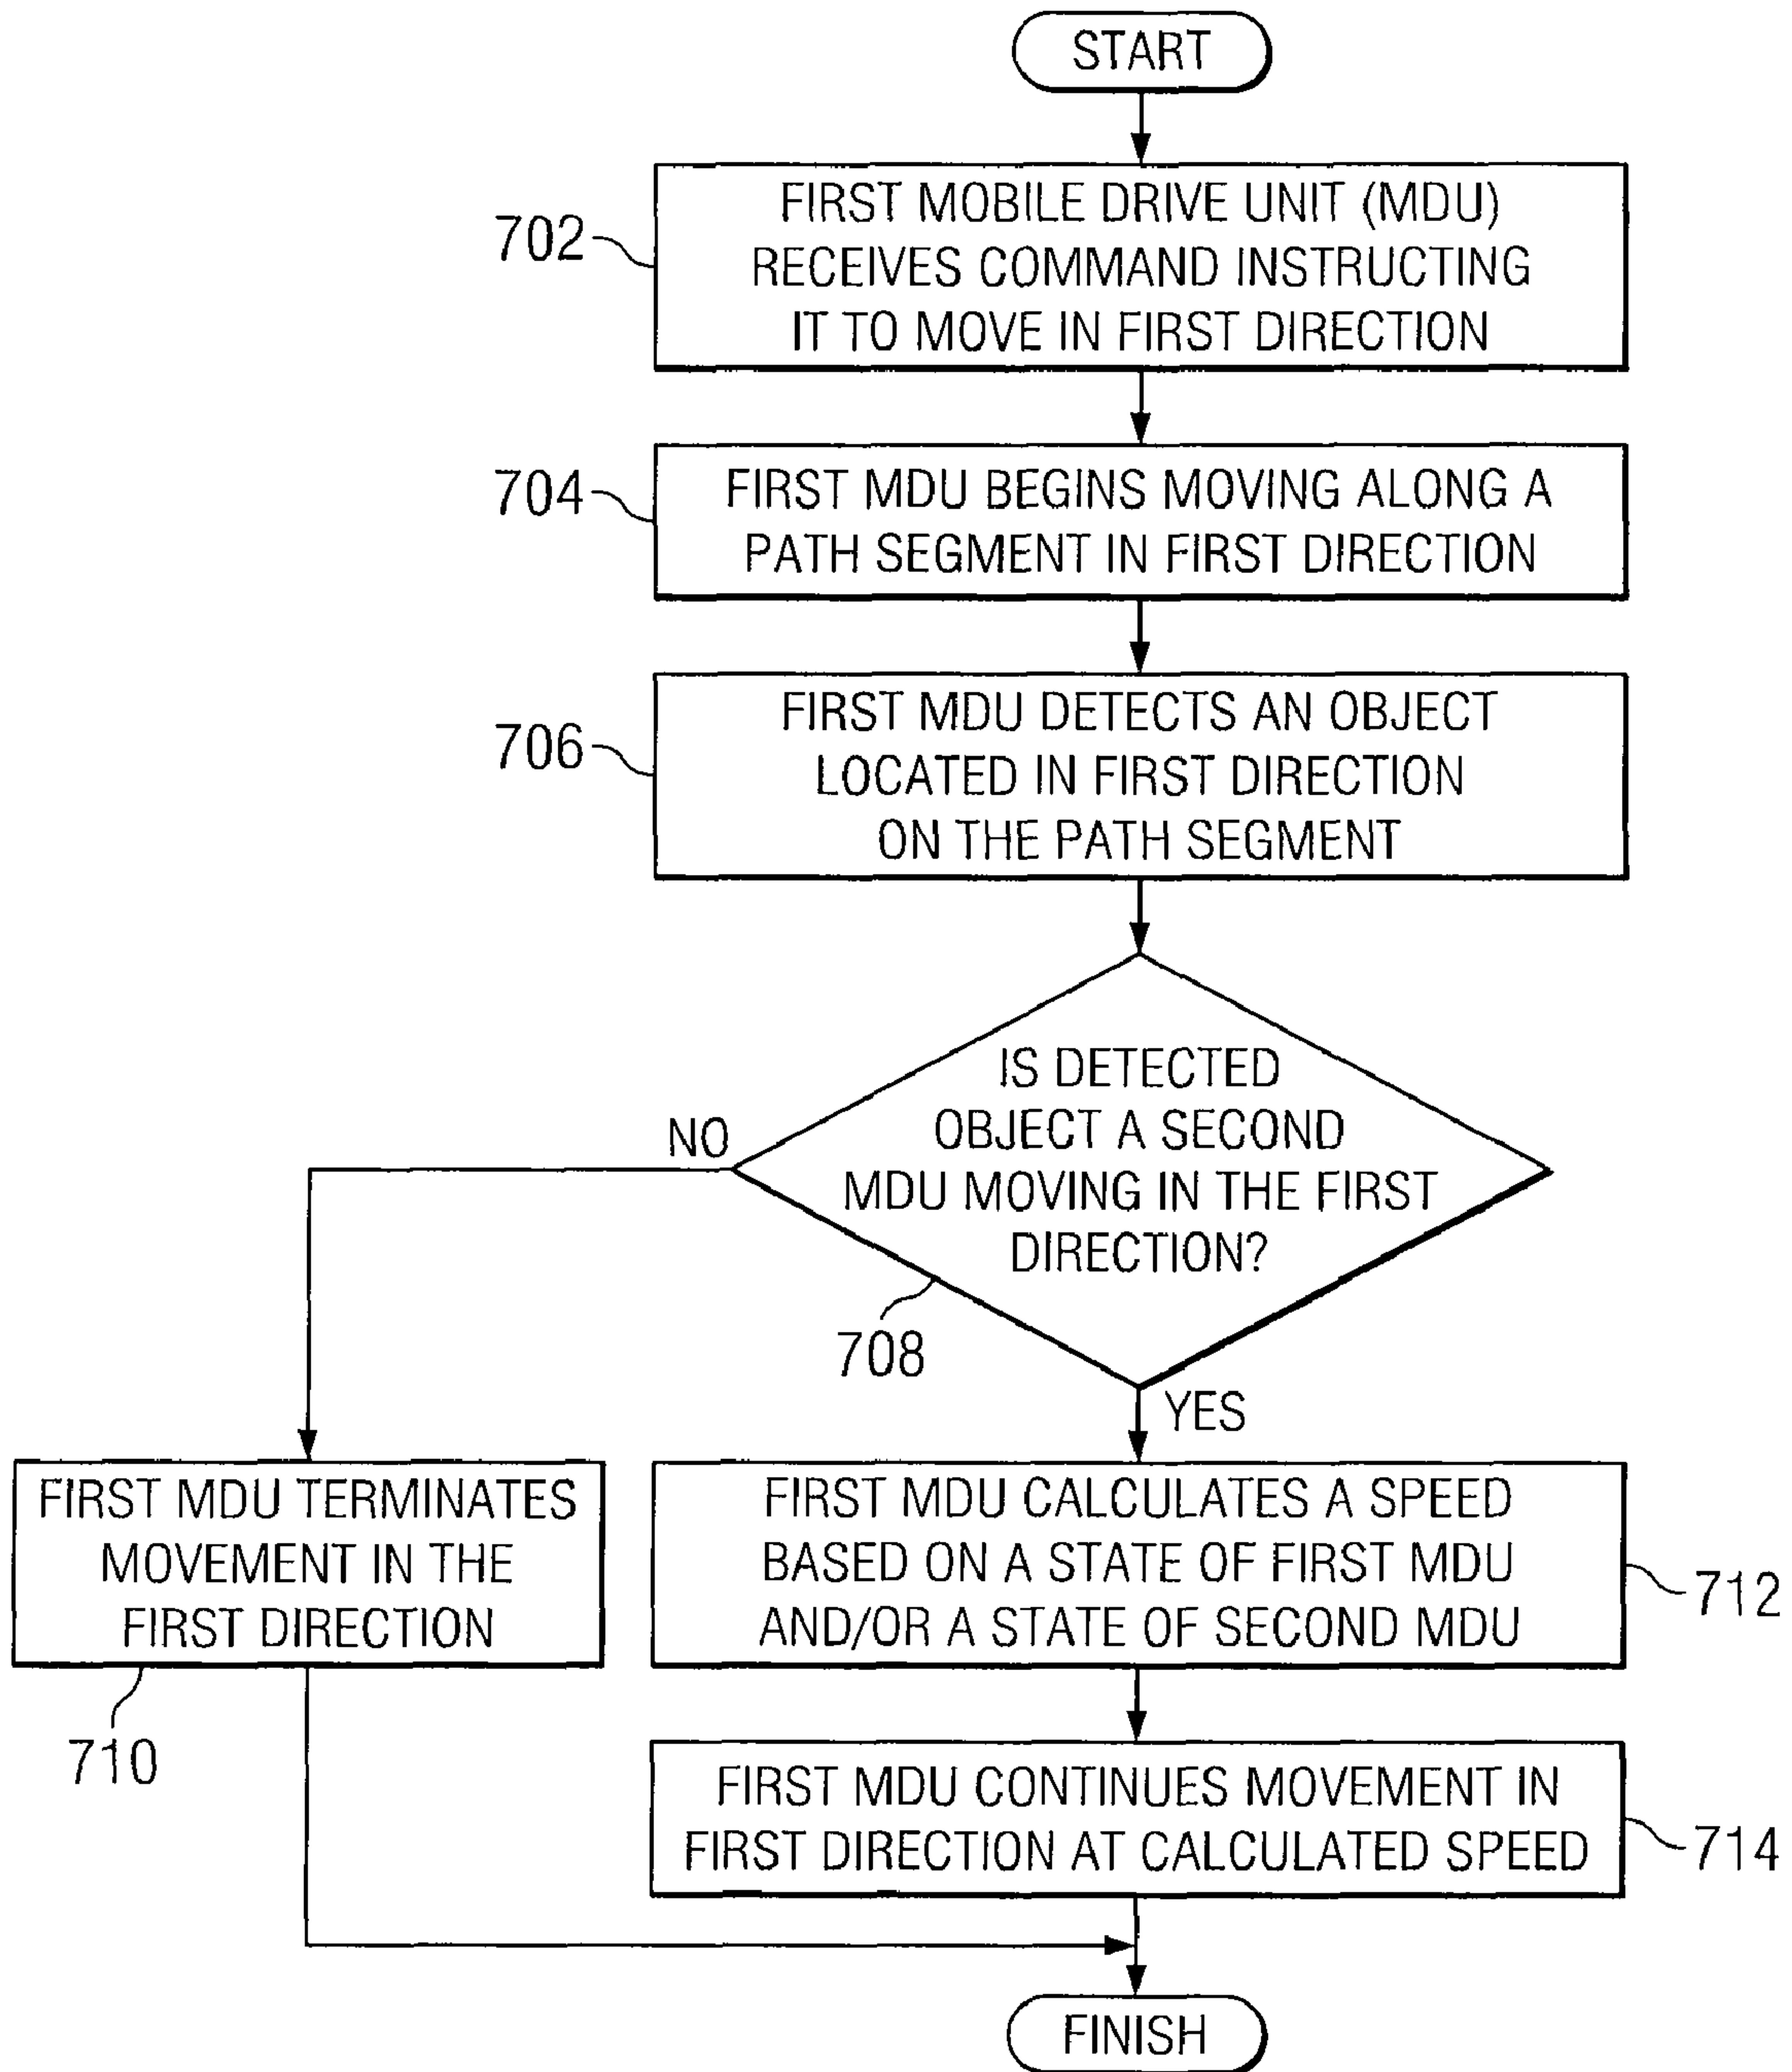 START
702
FIRST MOBILE DRIVE UNIT (MDU)
RECEIVES COMMAND INSTRUCTING
IT TO MOVE IN FIRST DIRECTION
704
FIRST MDU BEGINS MOVING ALONG A
PATH SEGMENT IN FIRST DIRECTION
706
FIRST MDU DETECTS AN OBJECT
LOCATED IN FIRST DIRECTION
ON THE PATH SEGMENT
IS DETECTED
OBJECT A SECOND
MDU MOVING IN THE FIRST
DIRECTION?
NO
708
YES
FIRST MDU TERMINATES
MOVEMENT IN THE
FIRST DIRECTION
710
FIRST MDU CALCULATES A SPEED
BASED ON A STATE OF FIRST MDU
AND/OR A STATE OF SECOND MDU
712
FIRST MDU CONTINUES MOVEMENT IN
FIRST DIRECTION AT CALCULATED SPEED
714
FINISH